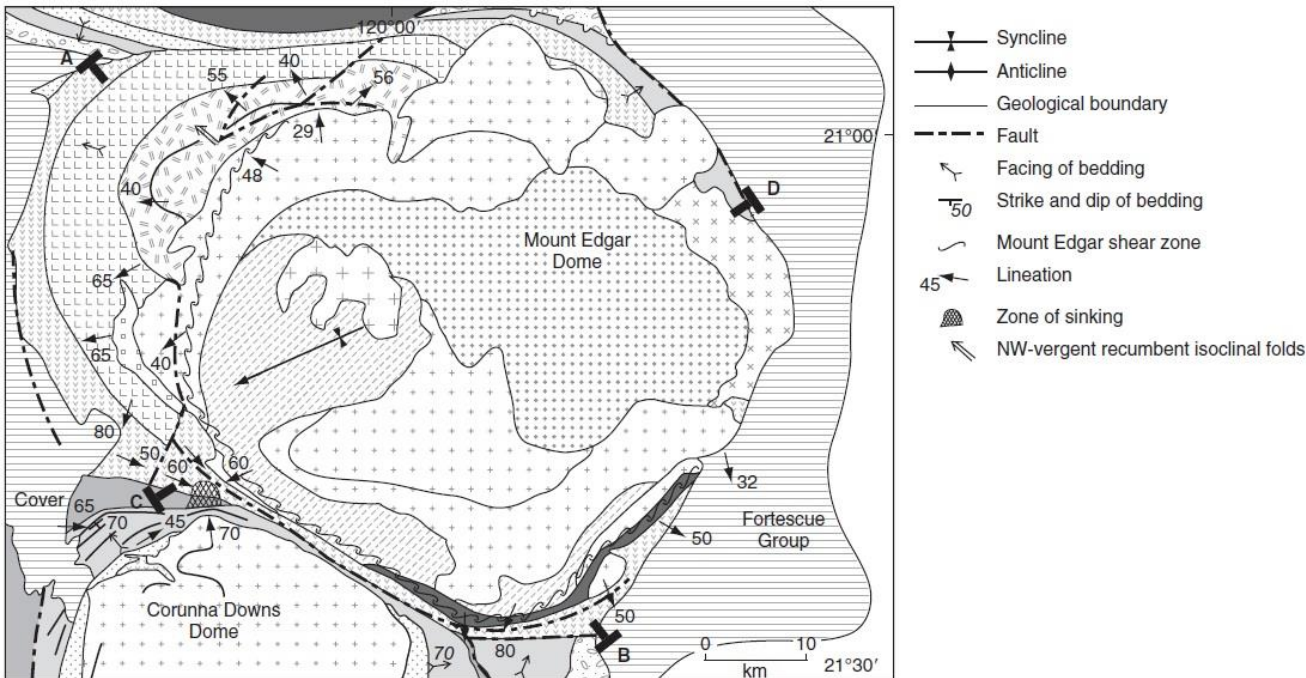 120°00′
A
40
55
56
29
21°00′
48
D
40
Mount Edgar
Dome
65
65
40
80
50
60
60
C
Cover
65
70
45
70
32
Fortescue
Group
50
Corunna Downs
Dome
50
70
80
B
0 10
km
21°30′
Syncline
Anticline
Geological boundary
Fault
Facing of bedding
50
Strike and dip of bedding
Mount Edgar shear zone
45
Lineation
Zone of sinking
NW-vergent recumbent isoclinal folds